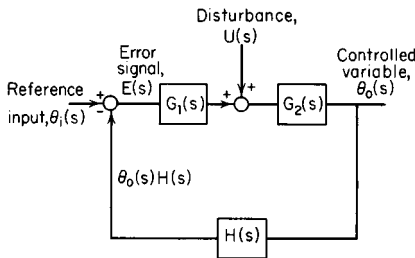 Disturbance,
U(s)
Error
signal,
E(s)
Controlled
variable,
θo(s)
Reference
input, θi(s)
+
-
G1(s)
+
+
G2(s)
θo(s)H(s)
H(s)